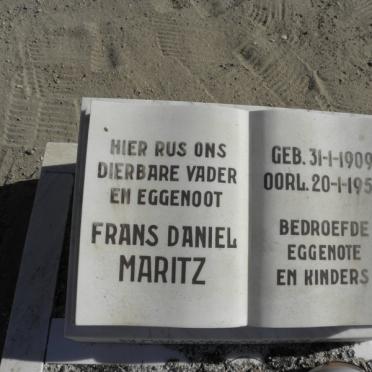 HIER RUS ONS
DIERBARE VADER
EN EGGENOOT
FRANS DANIEL
MARITZ
GEB. 31-1-1909
OORL. 20-1-195
BEDROEFDE
EGGENOTE
EN KINDERS